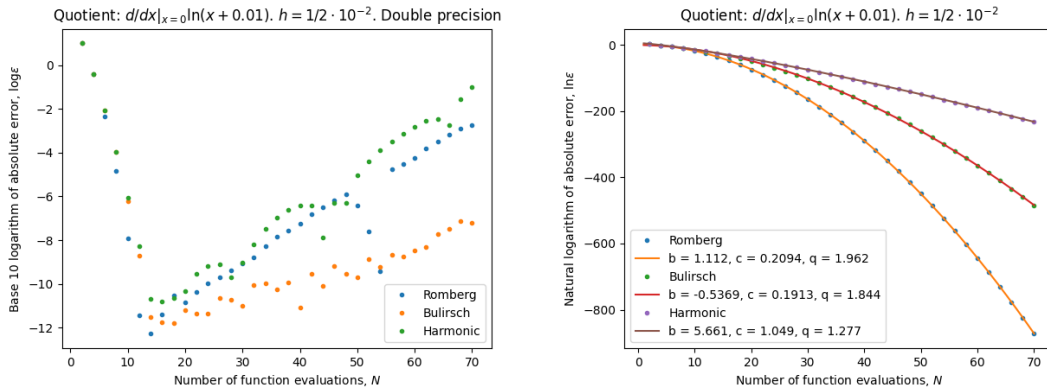 Quotient: d/dx|ₓ₌₀ln(x + 0.01). h = 1/2 · 10⁻². Double precision
Base 10 logarithm of absolute error, logε
0
−2
−4
−6
−8
−10
−12
0 10 20 30 40 50 60 70
Number of function evaluations, N
Romberg
Bulirsch
Harmonic
Quotient: d/dx|ₓ₌₀ln(x + 0.01). h = 1/2 · 10⁻²
Natural logarithm of absolute error, lnε
0
−200
−400
−600
−800
0 10 20 30 40 50 60 70
Number of function evaluations, N
Romberg
b = 1.112, c = 0.2094, q = 1.962
Bulirsch
b = -0.5369, c = 0.1913, q = 1.844
Harmonic
b = 5.661, c = 1.049, q = 1.277